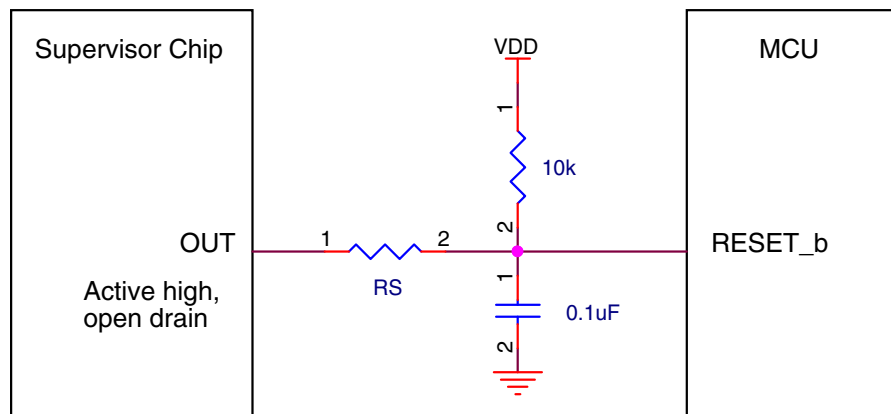 Supervisor Chip
VDD
MCU
1
10k
2
OUT
1
2
RESET_b
RS
1
0.1uF
2
Active high,
open drain